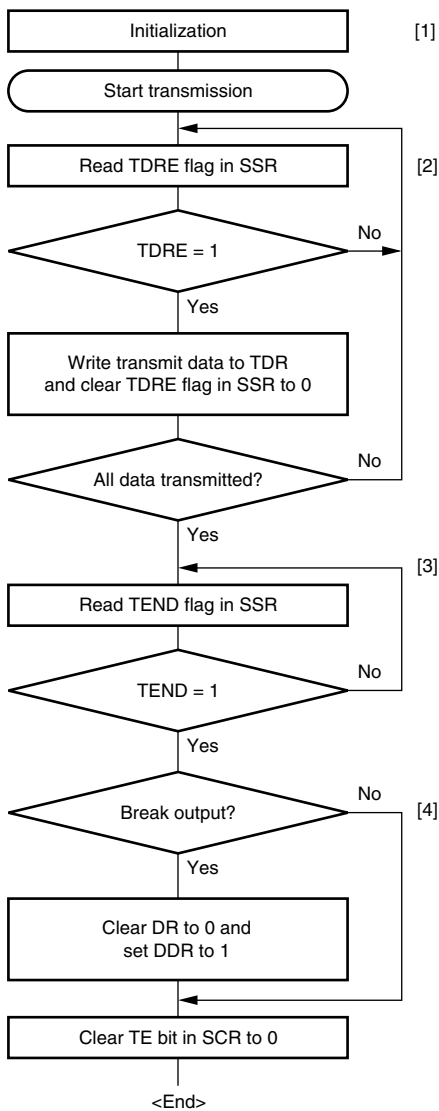 Initialization
[1]
Start transmission
Read TDRE flag in SSR
[2]
TDRE = 1
No
Yes
Write transmit data to TDR
and clear TDRE flag in SSR to 0
All data transmitted?
No
Yes
[3]
Read TEND flag in SSR
TEND = 1
No
Yes
Break output?
No
[4]
Yes
Clear DR to 0 and
set DDR to 1
Clear TE bit in SCR to 0
<End>